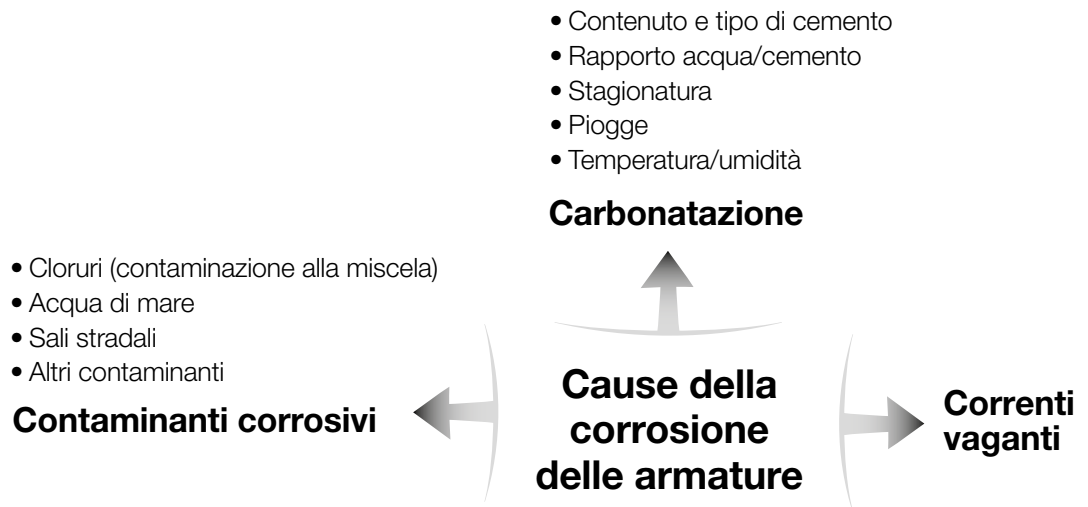 • Contenuto e tipo di cemento
• Rapporto acqua/cemento
• Stagionatura
• Piogge
• Temperatura/umidità
Carbonatazione
• Cloruri (contaminazione alla miscela)
• Acqua di mare
• Sali stradali
• Altri contaminanti
Contaminanti corrosivi
Cause della
corrosione
delle armature
Correnti
vaganti